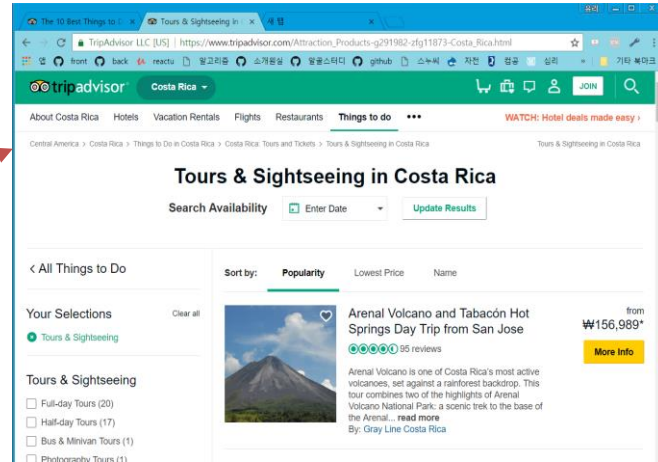 유리
The 10 Best Things to D
Tours & Sightseeing in C
새 탭
TripAdvisor LLC [US] | https://www.tripadvisor.com/Attraction_Products-g291982-zfg11873-Costa_Rica.html
앱 front back reactu 알고리즘 소개원실 알골스터디 github 스누씨 사전 컴공 심리 » 기타 북마크
tripadvisor Costa Rica JOIN
About Costa Rica Hotels Vacation Rentals Flights Restaurants Things to do ••• WATCH: Hotel deals made easy ›
Central America > Costa Rica > Things to Do in Costa Rica > Costa Rica: Tours and Tickets > Tours & Sightseeing in Costa Rica Tours & Sightseeing in Costa Rica
Tours & Sightseeing in Costa Rica
Search Availability Enter Date Update Results
< All Things to Do
Sort by: Popularity Lowest Price Name
Your Selections Clear all
Tours & Sightseeing
Tours & Sightseeing
Full-day Tours (20)
Half-day Tours (17)
Bus & Minivan Tours (1)
Photography Tours (1)
Arenal Volcano and Tabacón Hot
Springs Day Trip from San Jose
95 reviews
Arenal Volcano is one of Costa Rica's most active
volcanoes, set against a rainforest backdrop. This
tour combines two of the highlights of Arenal
Volcano National Park: a scenic trek to the base of
the Arenal... read more
By: Gray Line Costa Rica
from
₩156,989*
More Info